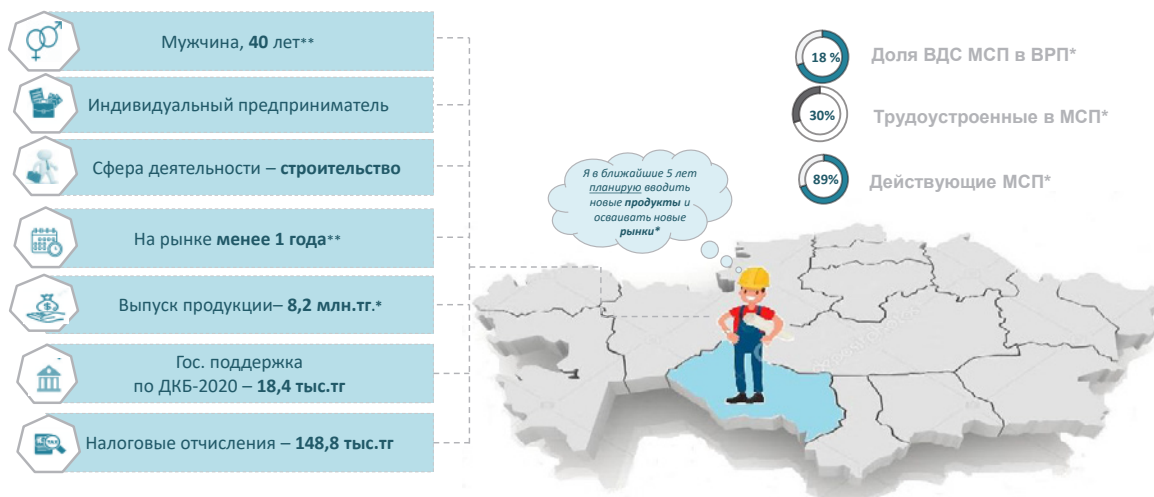 Мужчина, 40 лет**
Индивидуальный предприниматель
Сфера деятельности – строительство
На рынке менее 1 года**
Выпуск продукции– 8,2 млн.тг.*
Гос. поддержка
по ДКБ-2020 – 18,4 тыс.тг
Налоговые отчисления – 148,8 тыс.тг
18 %
Доля ВДС МСП в ВРП*
30%
Трудоустроенные в МСП*
89%
Действующие МСП*
Я в ближайшие 5 лет
планирую вводить
новые продукты и
осваивать новые
рынки*